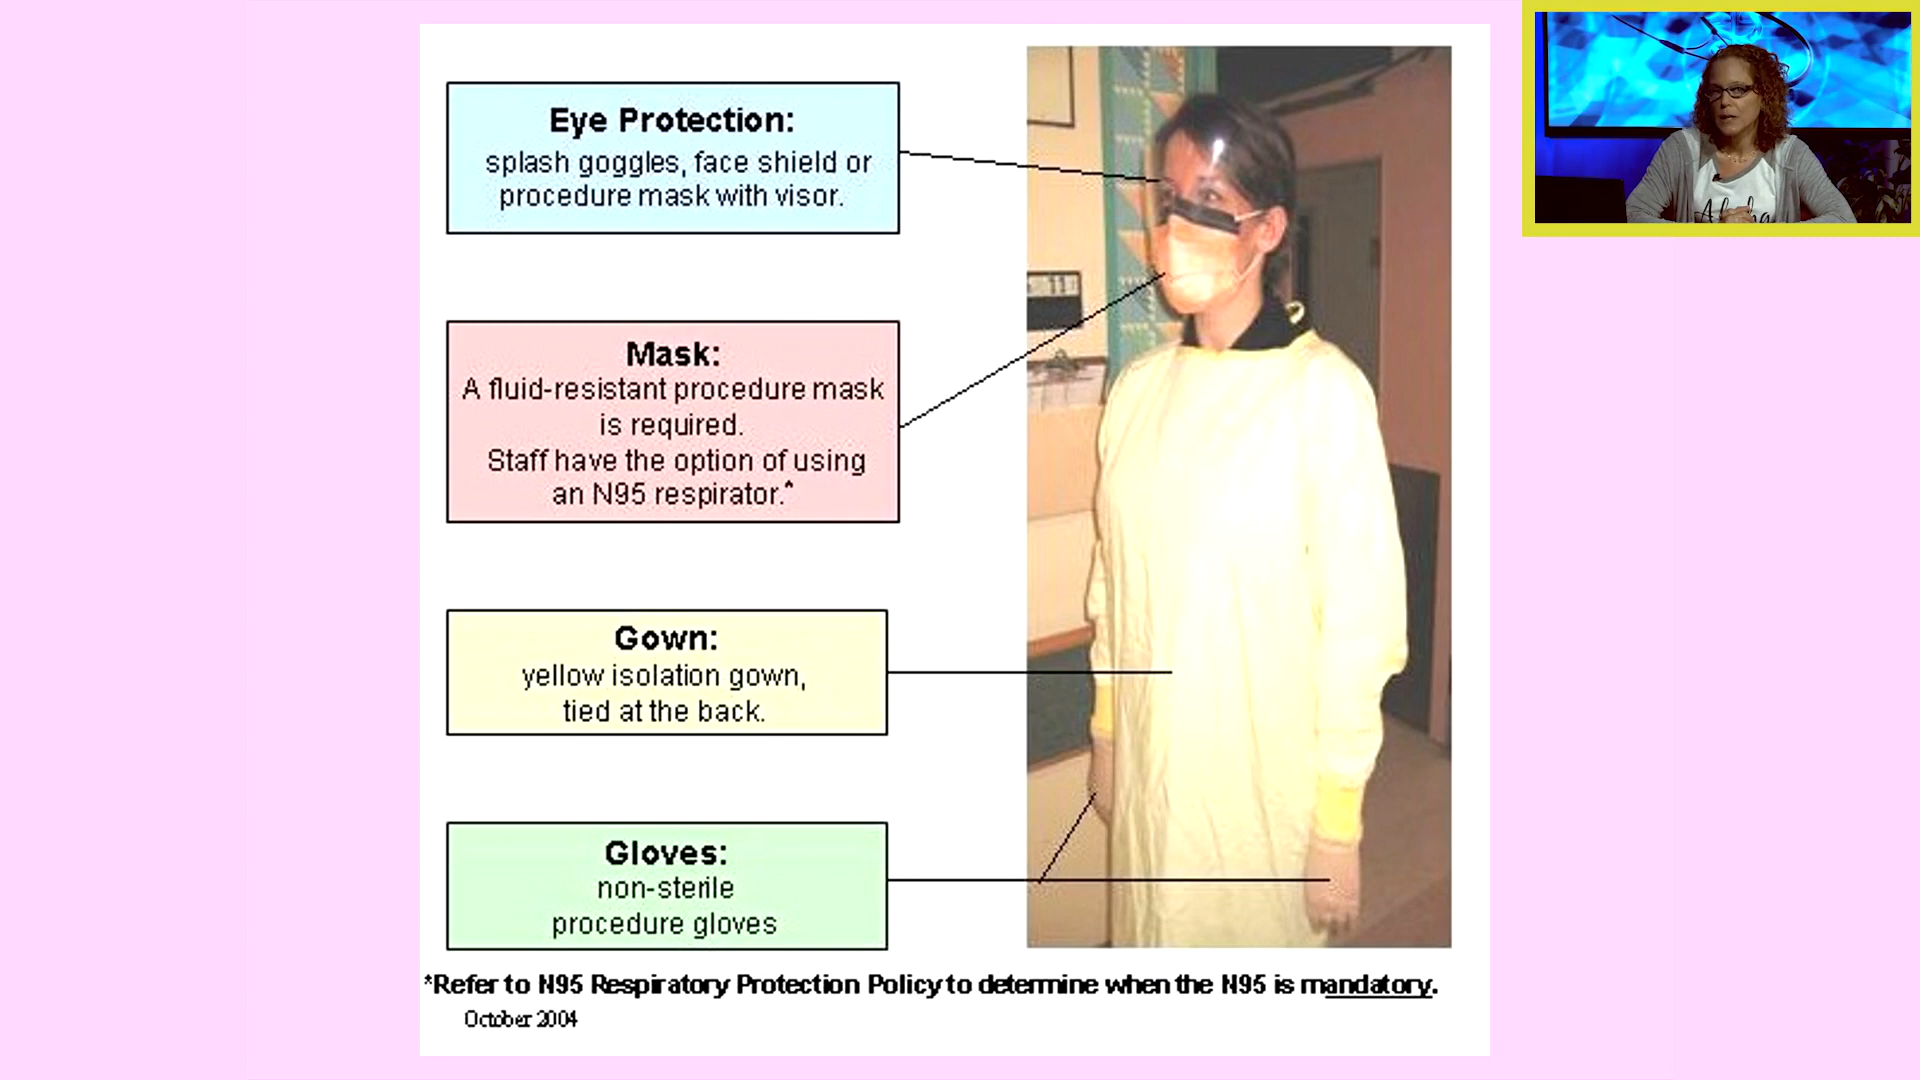 Eye Protection:
splash goggles, face shield or
procedure mask with visor.
Mask:
A fluid-resistant procedure mask
is required.
Staff have the option of using
an N95 respirator.*
Gown:
yellow isolation gown,
tied at the back.
Gloves:
non-sterile
procedure gloves
*Refer to N95 Respiratory Protection Policy to determine when the N95 is mandatory.
October 2004